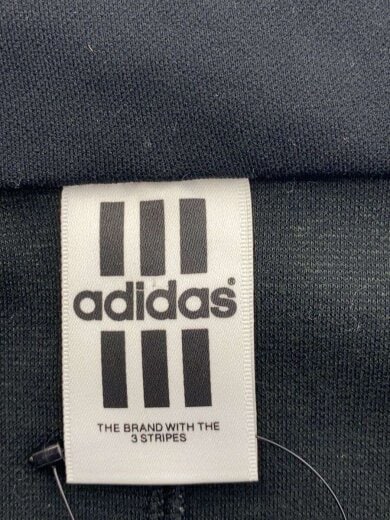 adidas®
THE BRAND WITH THE
3 STRIPES